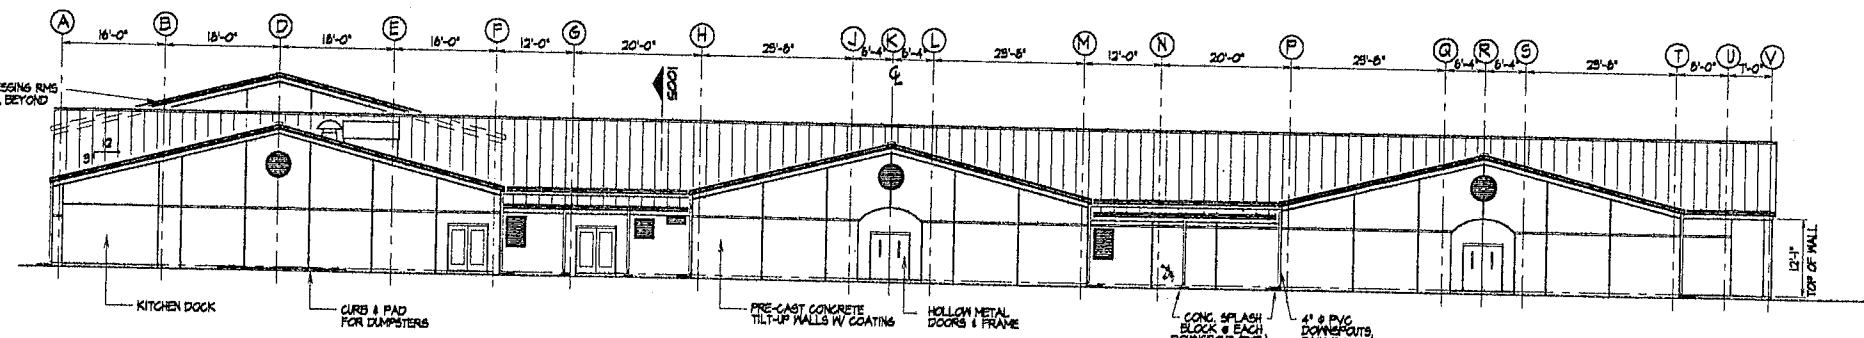 A B D E F G H J K L M N P Q R S T U V
16'-0" 18'-0" 18'-0" 16'-0" 12'-0" 20'-0" 25'-8" 6'-4" 6'-4" 25'-8" 12'-0" 20'-0" 25'-8" 6'-4" 6'-4" 25'-8" 8'-0" 7'-0"
ESSING RMS
BEYOND
12
3
12'-1"
TOP OF WALL
KITCHEN DOCK
CURB & PAD
FOR DUMPSTERS
PRE-CAST CONCRETE
TILT-UP WALLS W/ COATING
HOLLOW METAL
DOORS & FRAME
CONC. SPLASH
BLOCK @ EACH
4" ϕ PVC
DOWNSPOUTS,